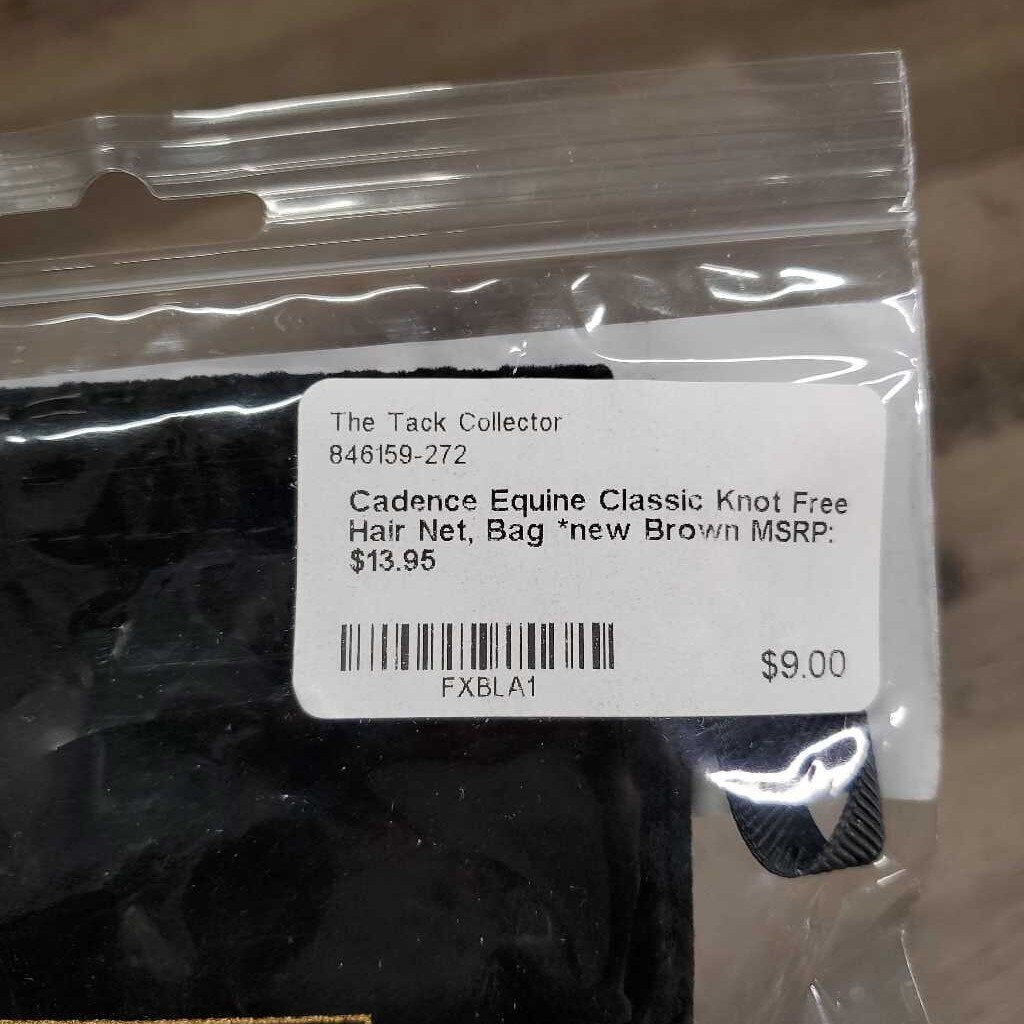 The Tack Collector
846159-272
Cadence Equine Classic Knot Free
Hair Net, Bag *new Brown MSRP:
$13.95
FXBLA1
$9.00